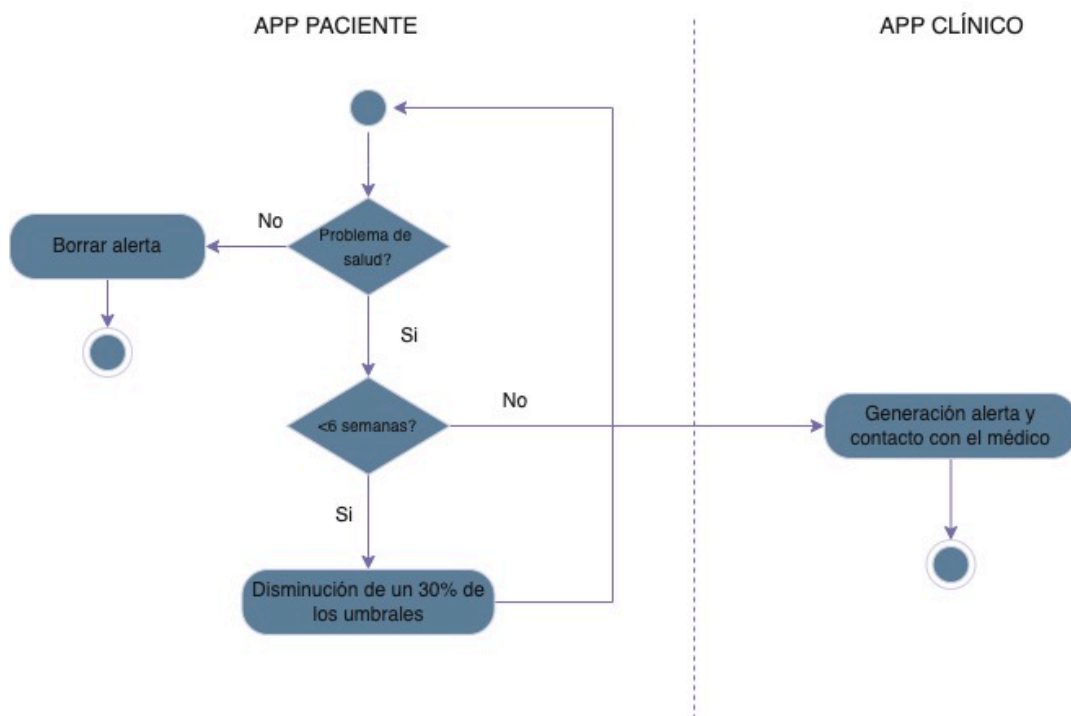 APP PACIENTE
APP CLÍNICO
Problema de
salud?
No
Borrar alerta
Si
<6 semanas?
No
Generación alerta y
contacto con el médico
Si
Disminución de un 30% de
los umbrales